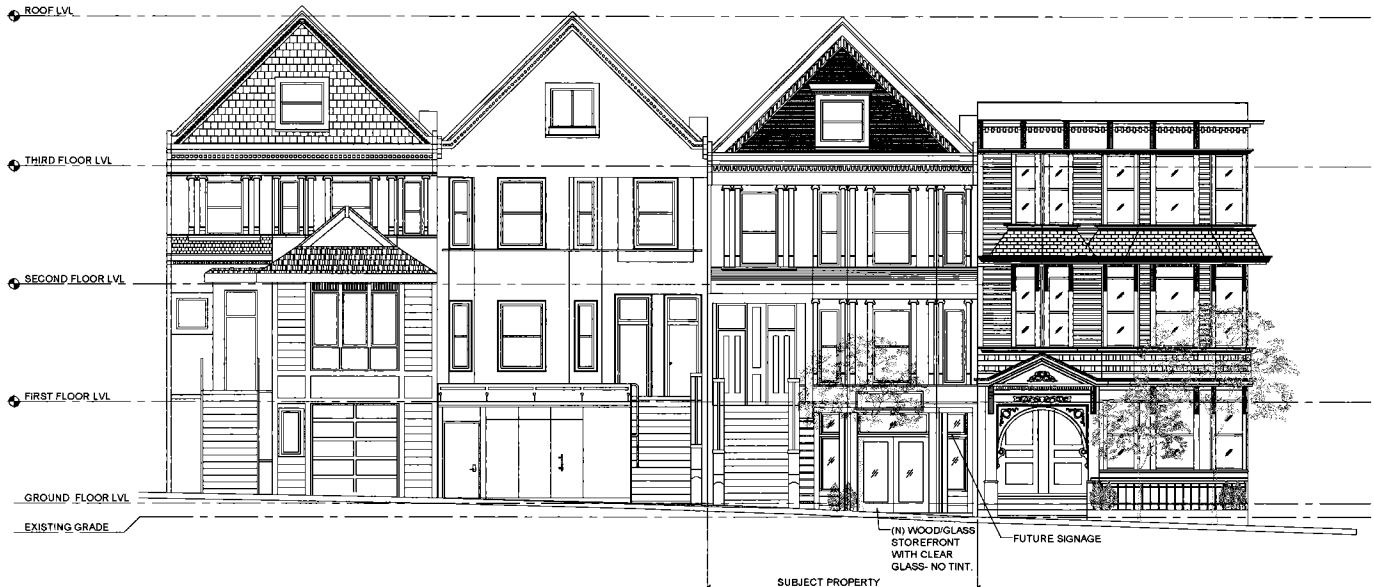 ROOF LVL
THIRD FLOOR LVL
SECOND FLOOR LVL
FIRST FLOOR LVL
GROUND FLOOR LVL
EXISTING GRADE
(N) WOOD/GLASS
STOREFRONT
WITH CLEAR
GLASS- NO TINT.
FUTURE SIGNAGE
SUBJECT PROPERTY